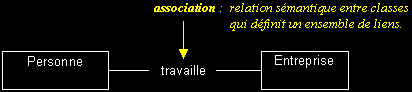 association : relation sémantique entre classes
qui définit un ensemble de liens.
Personne
travaille
Entreprise